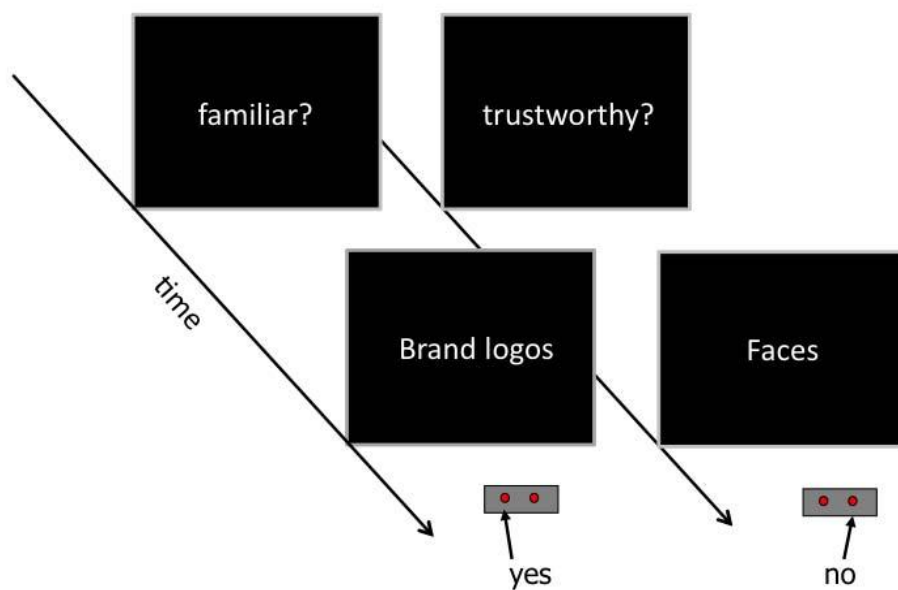 familiar?
trustworthy?
time
Brand logos
Faces
yes
no